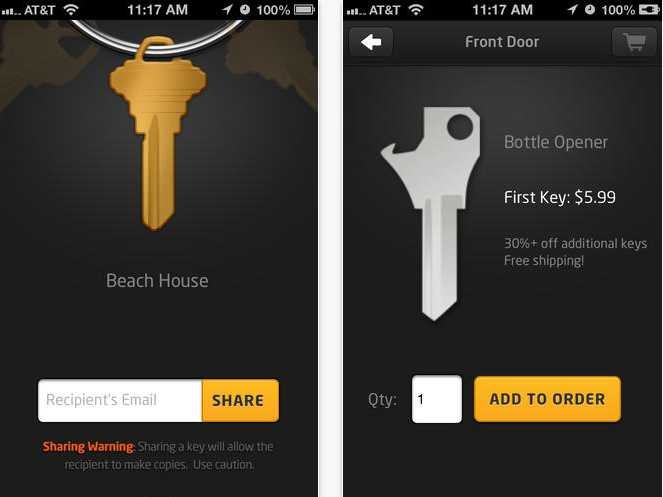 AT&T 11:17 AM 100%
Beach House
Recipient's Email SHARE
Sharing Warning: Sharing a key will allow the
recipient to make copies. Use caution.
AT&T 11:17 AM 100%
Front Door
Bottle Opener
First Key: $5.99
30%+ off additional keys
Free shipping!
Qty: 1 ADD TO ORDER